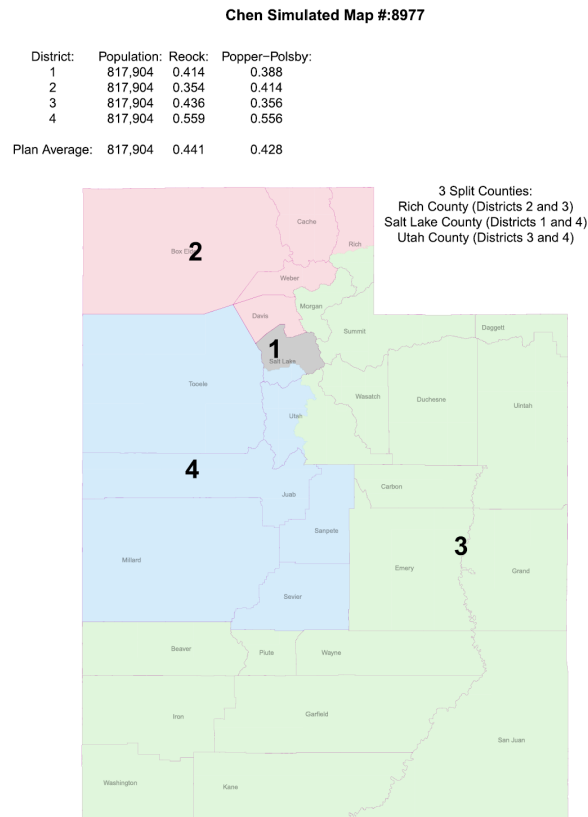 Chen Simulated Map #:8977
District: Population: Reock: Popper−Polsby:
1 817,904 0.414 0.388
2 817,904 0.354 0.414
3 817,904 0.436 0.356
4 817,904 0.559 0.556
Plan Average: 817,904 0.441 0.428
3 Split Counties:
Rich County (Districts 2 and 3)
Salt Lake County (Districts 1 and 4)
Utah County (Districts 3 and 4)
Cache
Rich
Box Elder
2
Weber
Morgan
Davis
Summit
Daggett
1
Salt Lake
Tooele
Wasatch
Duchesne
Uintah
Utah
4
Carbon
Juab
Sanpete
3
Millard
Emery
Grand
Sevier
Beaver
Piute
Wayne
Iron
Garfield
San Juan
Washington
Kane